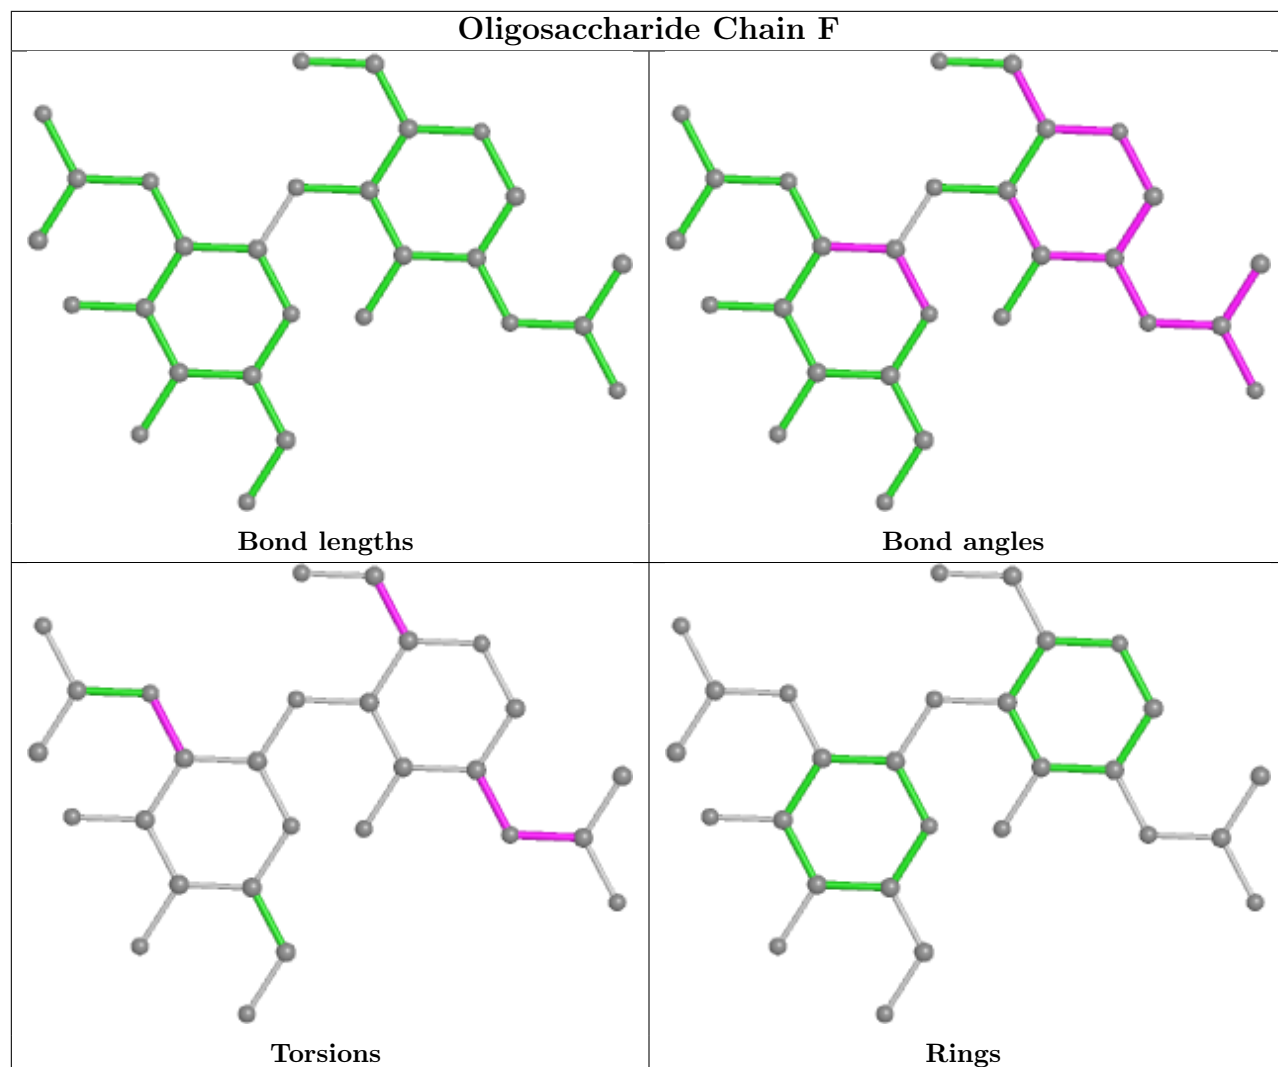 Oligosaccharide Chain F
Bond lengths
Bond angles
Torsions
Rings